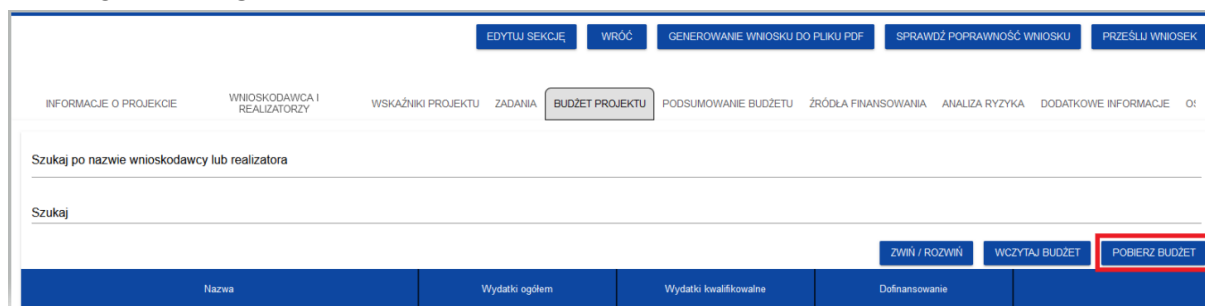 EDYTUJ SEKCJĘ WRÓĆ GENEROWANIE WNIOSKU DO PLIKU PDF SPRAWDŹ POPRAWNOŚĆ WNIOSKU PRZEŚLIJ WNIOSEK
INFORMACJE O PROJEKCIE WNIOSKODAWCA I REALIZATORZY WSKAŹNIKI PROJEKTU ZADANIA BUDŻET PROJEKTU PODSUMOWANIE BUDŻETU ŹRÓDŁA FINANSOWANIA ANALIZA RYZYKA DODATKOWE INFORMACJE
Szukaj po nazwie wnioskodawcy lub realizatora
Szukaj
ZWIŃ / ROZWIŃ WCZYTAJ BUDŻET POBIERZ BUDŻET
Nazwa Wydatki ogółem Wydatki kwalifikowalne Dofinansowanie